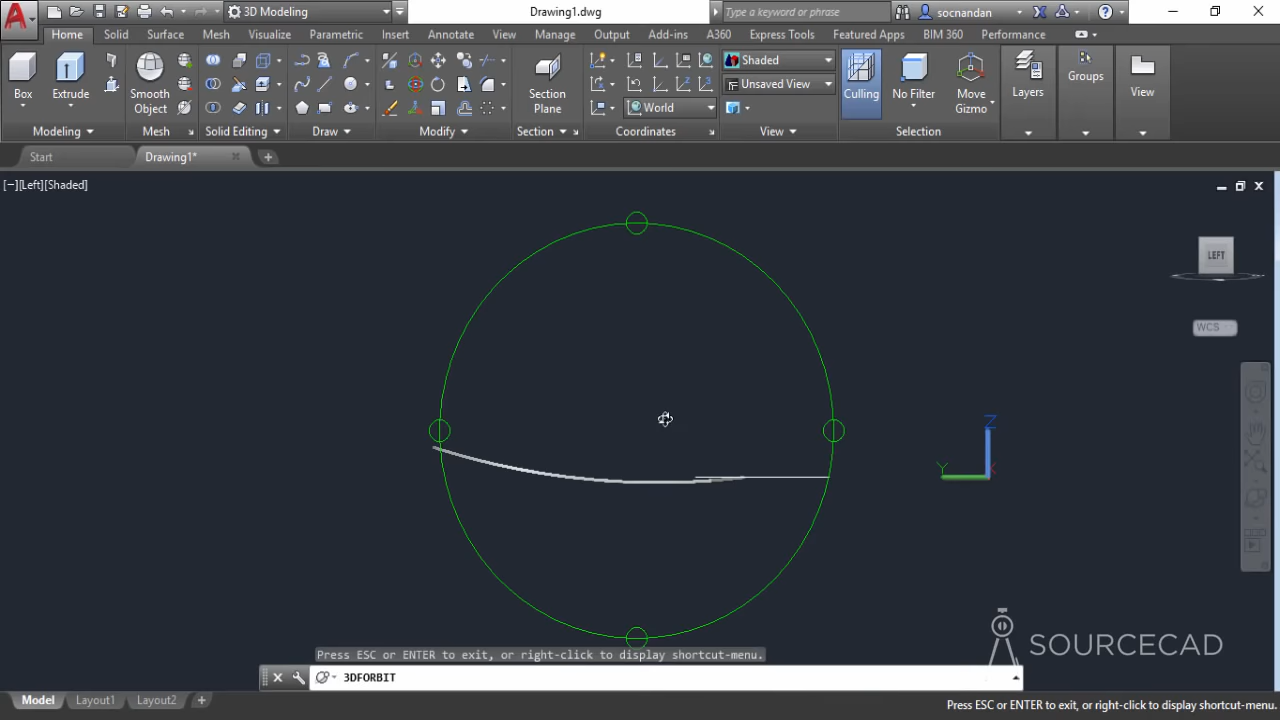 3D Modeling
Drawing1.dwg
Type a keyword or phrase
socnandan
Home Solid Surface Mesh Visualize Parametric Insert Annotate View Manage Output Add-ins A360 Express Tools Featured Apps BIM 360 Performance
Shaded
Unsaved View
World
Box
Extrude
Smooth
Object
Section
Plane
Culling
No Filter
Move
Gizmo
Layers
Groups
View
Modeling Mesh Solid Editing Draw Modify Section Coordinates View Selection
Start Drawing1*
[−][Left][Shaded]
LEFT
WCS
Z
Y
X
SOURCECAD
Press ESC or ENTER to exit, or right-click to display shortcut-menu.
3DFORBIT
Model Layout1 Layout2
Press ESC or ENTER to exit, or right-click to display shortcut-menu.